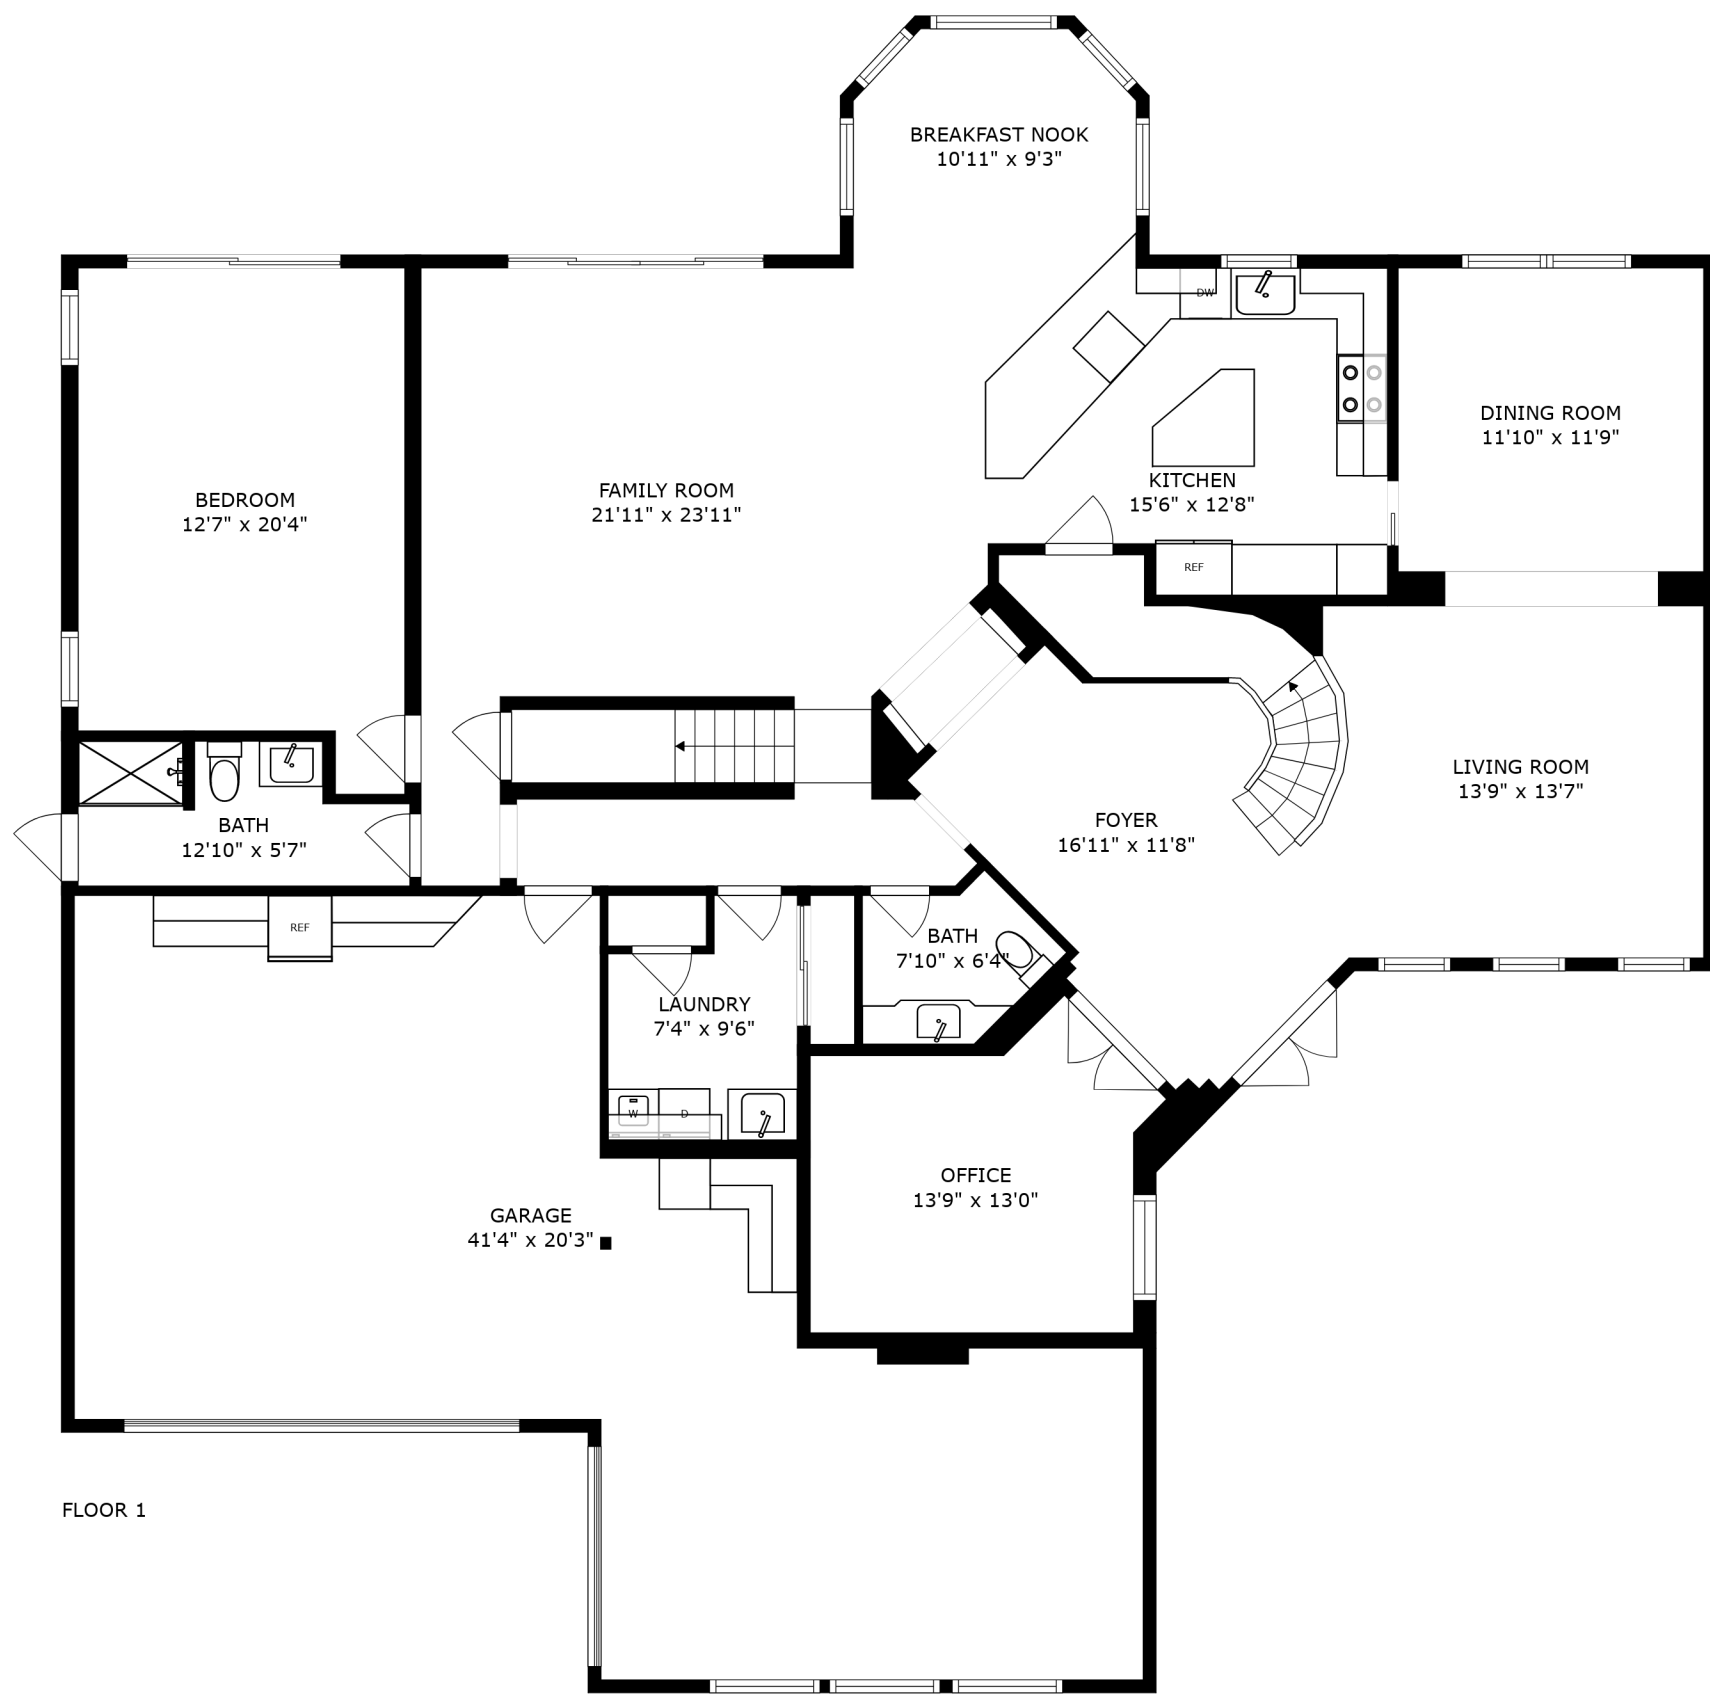 BREAKFAST NOOK
10'11" x 9'3"
DW
DINING ROOM
11'10" x 11'9"
KITCHEN
15'6" x 12'8"
FAMILY ROOM
21'11" x 23'11"
BEDROOM
12'7" x 20'4"
REF
LIVING ROOM
13'9" x 13'7"
FOYER
16'11" x 11'8"
BATH
12'10" x 5'7"
REF
BATH
7'10" x 6'4"
LAUNDRY
7'4" x 9'6"
W
D
OFFICE
13'9" x 13'0"
GARAGE
41'4" x 20'3"
FLOOR 1